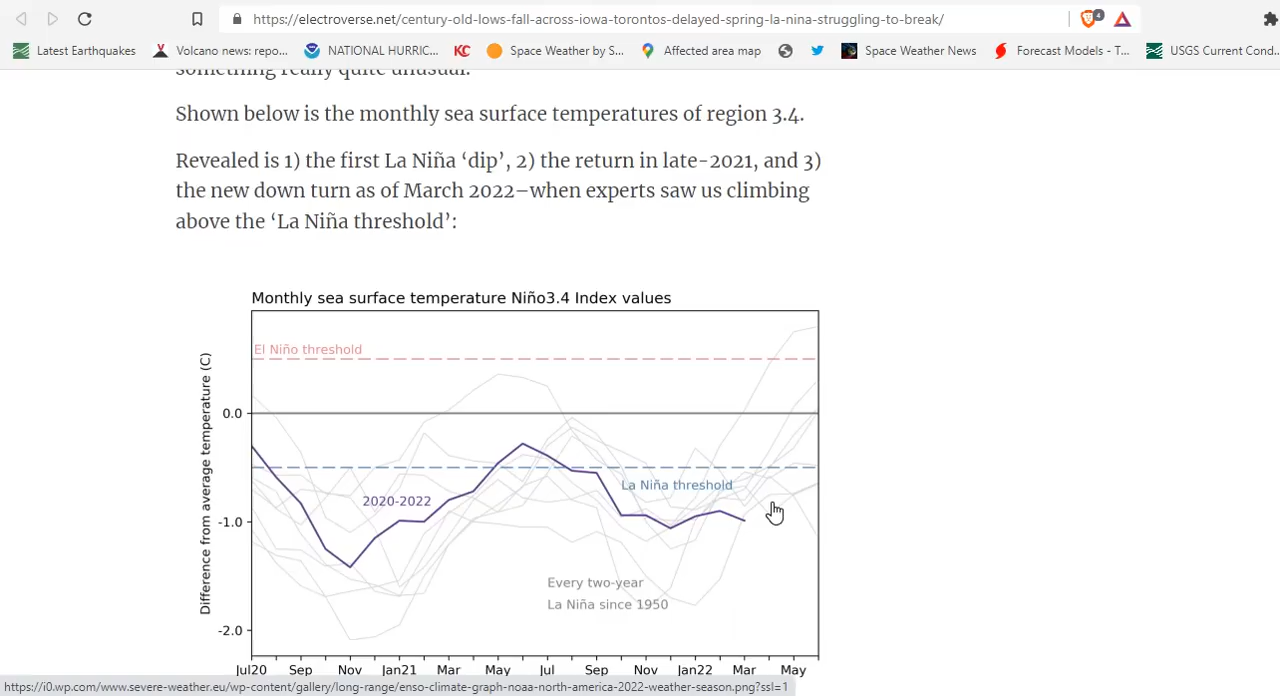 https://electroverse.net/century-old-lows-fall-across-iowa-torontos-delayed-spring-la-nina-struggling-to-break/
4
Latest Earthquakes
Volcano news: repo...
NATIONAL HURRIC...
KC
Space Weather by S...
Affected area map
Space Weather News
Forecast Models - T...
USGS Current Cond...
something really quite unusual.
Shown below is the monthly sea surface temperatures of region 3.4.
Revealed is 1) the first La Niña ‘dip’, 2) the return in late-2021, and 3)
the new down turn as of March 2022–when experts saw us climbing
above the ‘La Niña threshold’:
Monthly sea surface temperature Niño3.4 Index values
El Niño threshold
Difference from average temperature (C)
0.0
La Niña threshold
2020-2022
-1.0
Every two-year
La Niña since 1950
-2.0
Jul20 Sep Nov Jan21 Mar May Jul Sep Nov Jan22 Mar May
https://i0.wp.com/www.severe-weather.eu/wp-content/gallery/long-range/enso-climate-graph-noaa-north-america-2022-weather-season.png?ssl=1